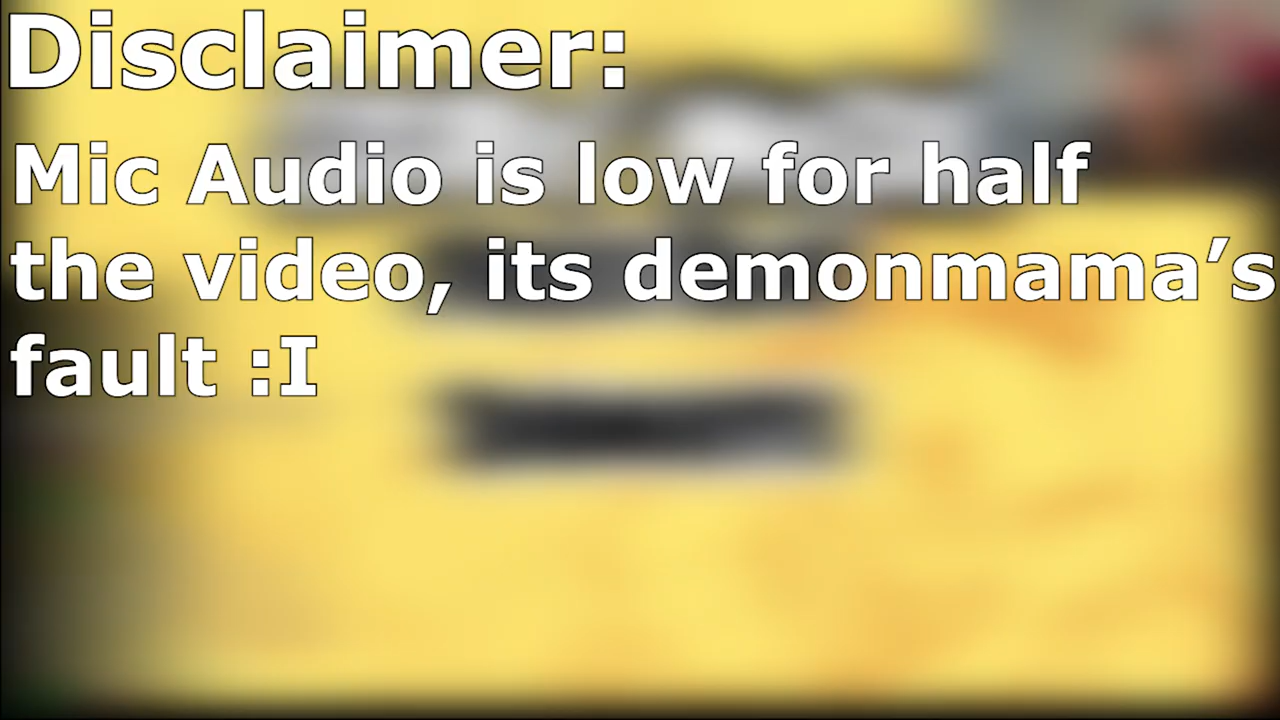 Disclaimer:
Mic Audio is low for half
the video, its demonmama’s
fault :I